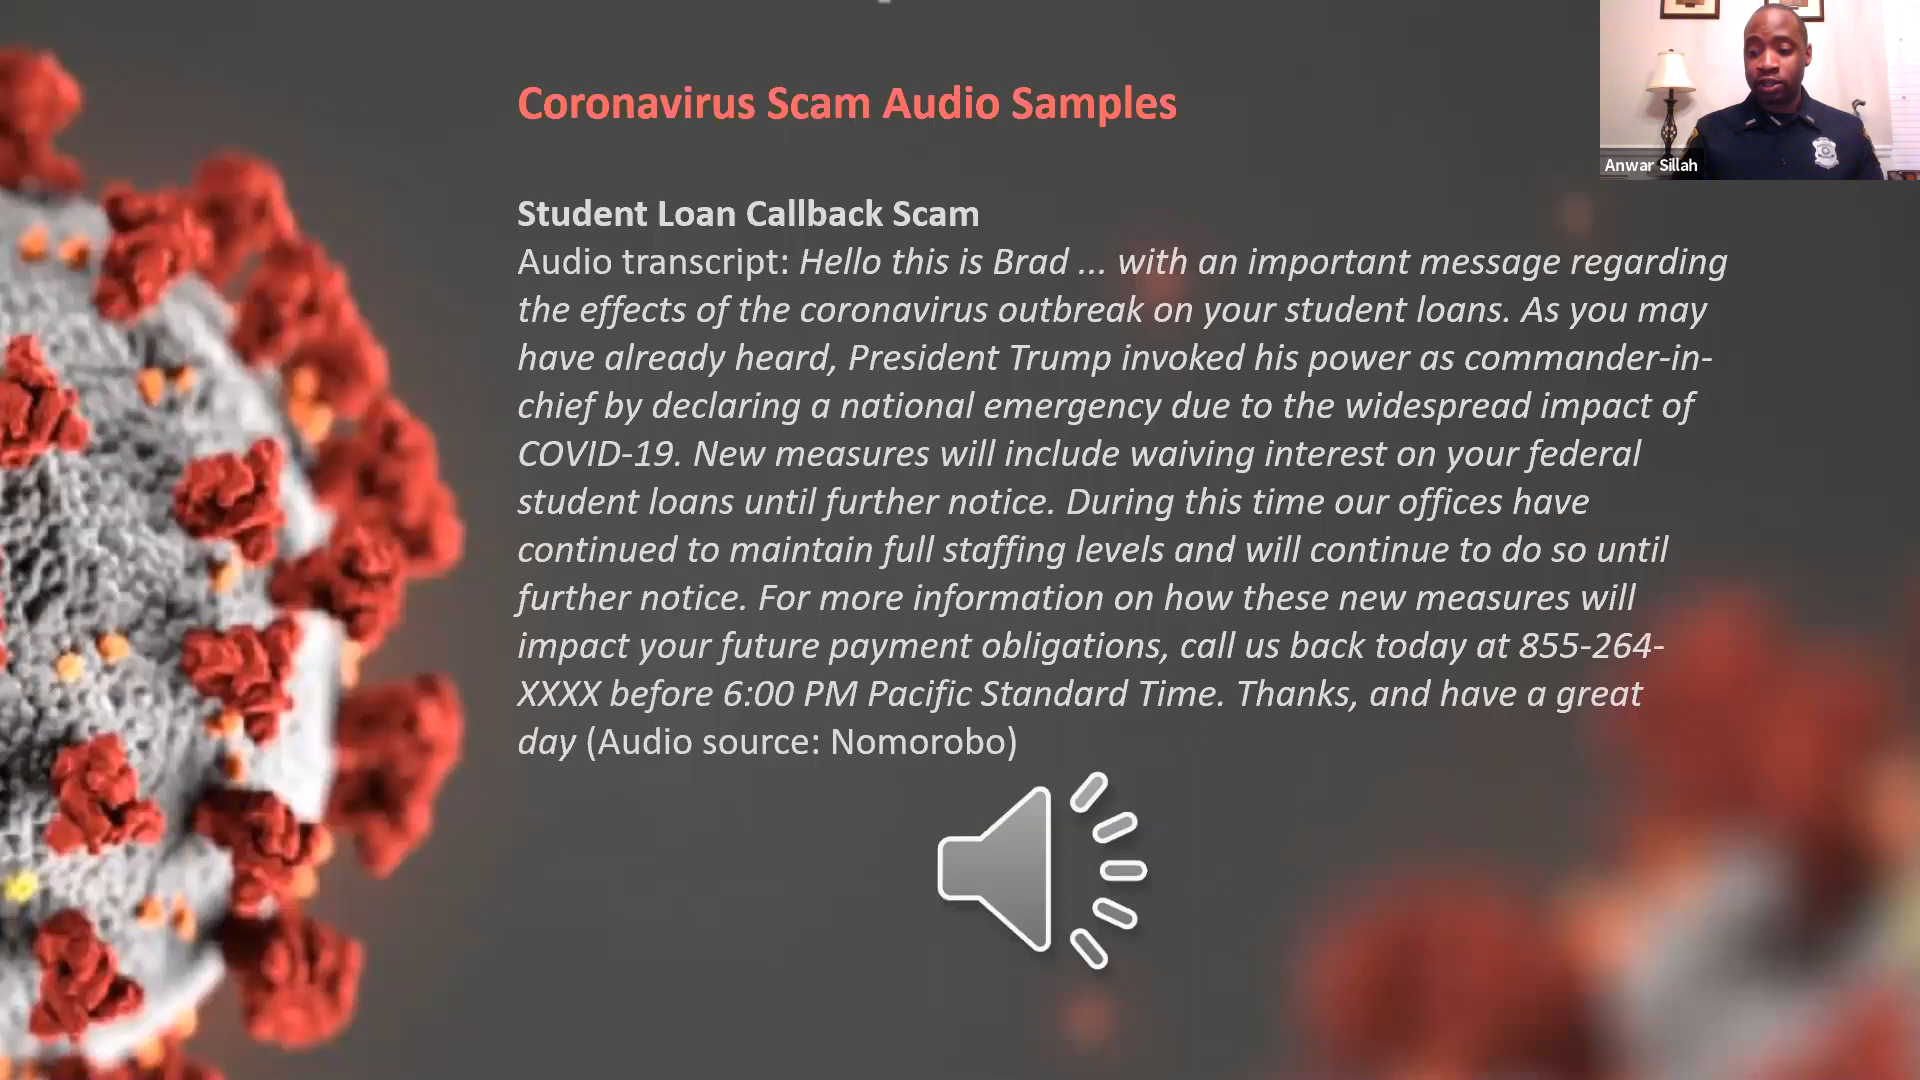 Coronavirus Scam Audio Samples
Anwar Sillah
Student Loan Callback Scam
Audio transcript: Hello this is Brad ... with an important message regarding
the effects of the coronavirus outbreak on your student loans. As you may
have already heard, President Trump invoked his power as commander-in-
chief by declaring a national emergency due to the widespread impact of
COVID-19. New measures will include waiving interest on your federal
student loans until further notice. During this time our offices have
continued to maintain full staffing levels and will continue to do so until
further notice. For more information on how these new measures will
impact your future payment obligations, call us back today at 855-264-
XXXX before 6:00 PM Pacific Standard Time. Thanks, and have a great
day (Audio source: Nomorobo)